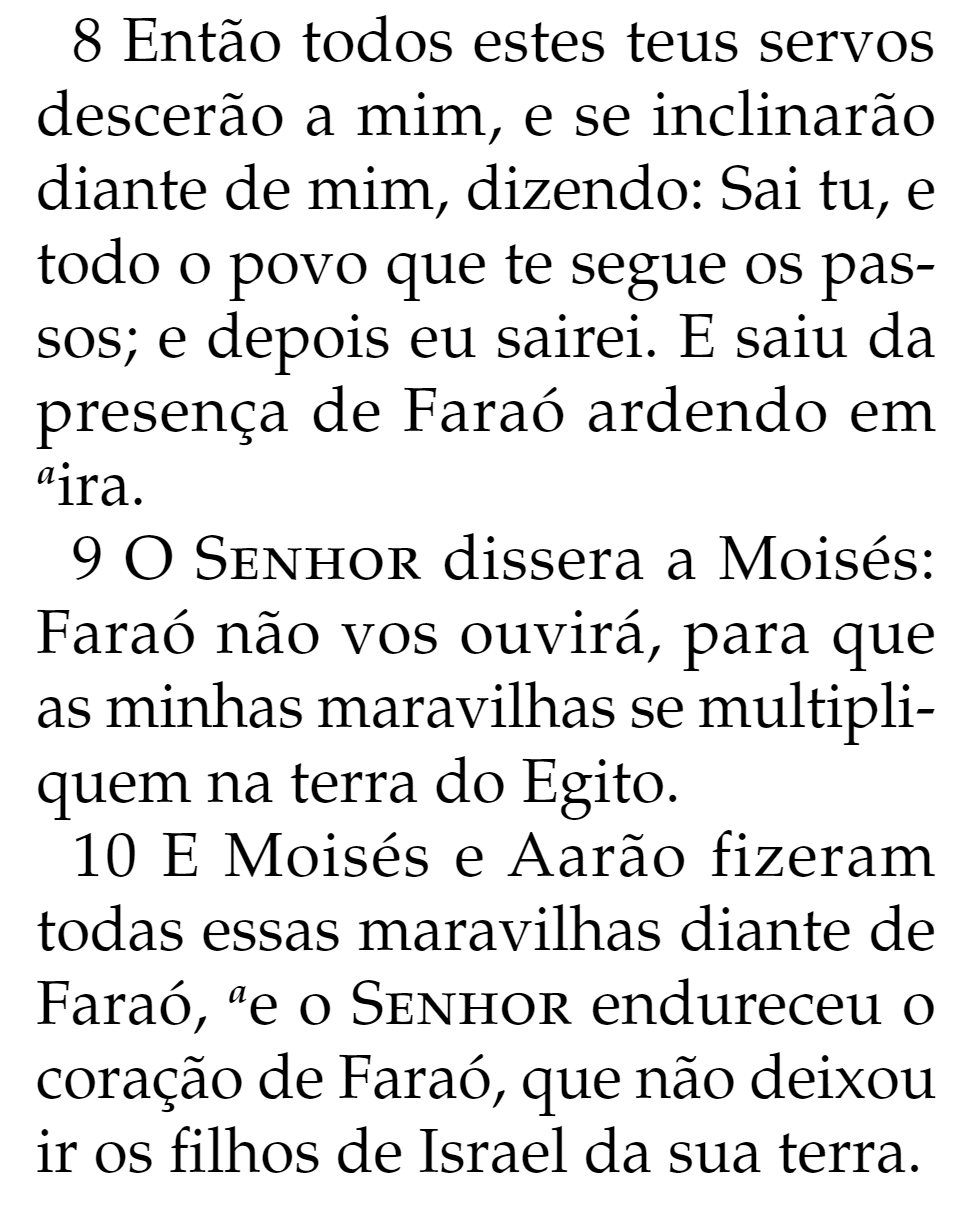 8 Então todos estes teus servos
descerão a mim, e se inclinarão
diante de mim, dizendo: Sai tu, e
todo o povo que te segue os pas-
sos; e depois eu sairei. E saiu da
presença de Faraó ardendo em
ᵃira.
9 O SENHOR dissera a Moisés:
Faraó não vos ouvirá, para que
as minhas maravilhas se multipli-
quem na terra do Egito.
10 E Moisés e Aarão fizeram
todas essas maravilhas diante de
Faraó, ᵃe o SENHOR endureceu o
coração de Faraó, que não deixou
ir os filhos de Israel da sua terra.